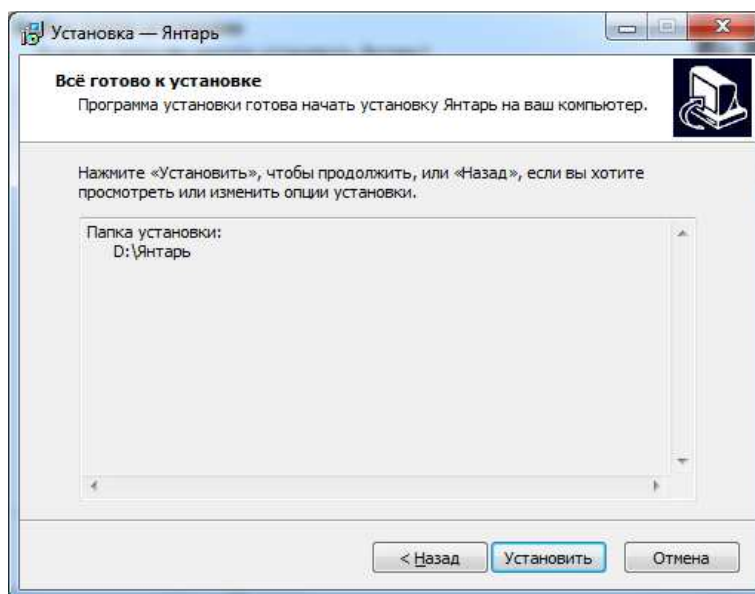 Установка — Янтарь
Всё готово к установке
Программа установки готова начать установку Янтарь на ваш компьютер.
Нажмите «Установить», чтобы продолжить, или «Назад», если вы хотите
просмотреть или изменить опции установки.
Папка установки:
D:\Янтарь
< Назад
Установить
Отмена